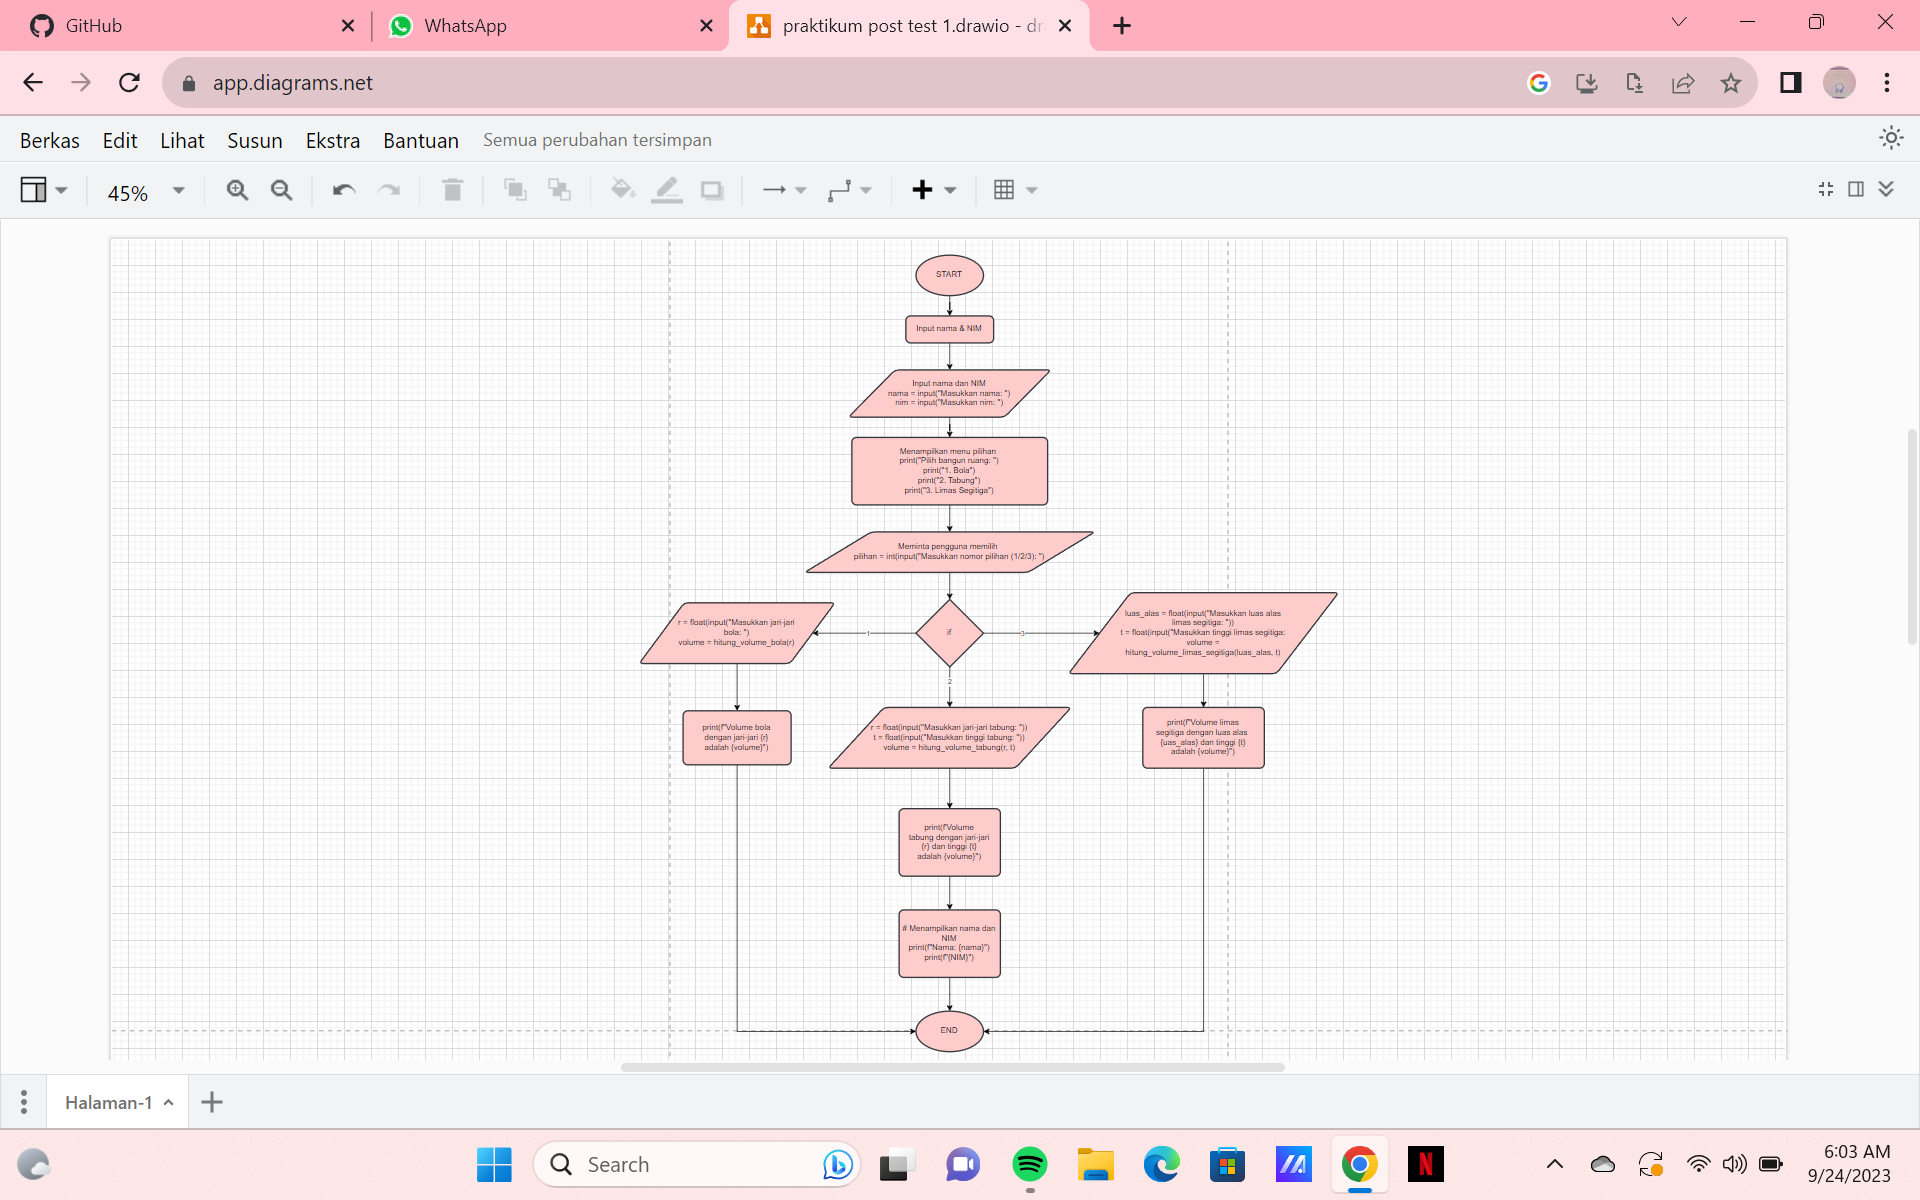 GitHub
WhatsApp
praktikum post test 1.drawio - dr
app.diagrams.net
Berkas Edit Lihat Susun Ekstra Bantuan Semua perubahan tersimpan
45%
START
Input nama & NIM
Input nama dan NIM
nama = input("Masukkan nama: ")
nim = input("Masukkan nim: ")
Menampilkan menu pilihan
print("Pilih bangun ruang: ")
print("1. Bola")
print("2. Tabung")
print("3. Limas Segitiga")
Meminta pengguna memilih
pilihan = int(input("Masukkan nomor pilihan (1/2/3): ")
r = float(input("Masukkan jari-jari
bola: ")
volume = hitung_volume_bola(r)
1
if
3
luas_alas = float(input("Masukkan luas alas
limas segitiga: "))
t = float(input("Masukkan tinggi limas segitiga:
volume =
hitung_volume_limas_segitiga(luas_alas, t)
2
print(f"Volume bola
dengan jari-jari {r}
adalah {volume}")
r = float(input("Masukkan jari-jari tabung: "))
t = float(input("Masukkan tinggi tabung: "))
volume = hitung_volume_tabung(r, t)
print(f"Volume limas
segitiga dengan luas alas
{uas_alas} dan tinggi {t}
adalah {volume}")
print(f"Volume
tabung dengan jari-jari
{r} dan tinggi {t}
adalah {volume}")
# Menampilkan nama dan
NIM
print(f"Nama: {nama}")
print(f"{NIM}")
END
Halaman-1
Search
6:03 AM
9/24/2023